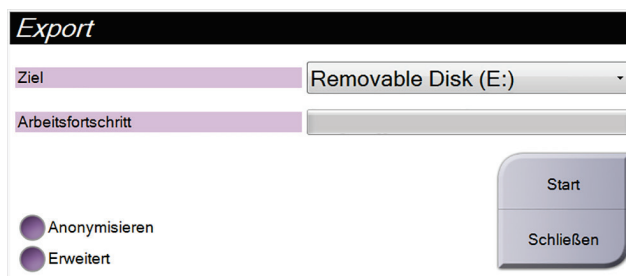 Export
Ziel
Removable Disk (E:)
Arbeitsfortschritt
Start
Anonymisieren
Schließen
Erweitert